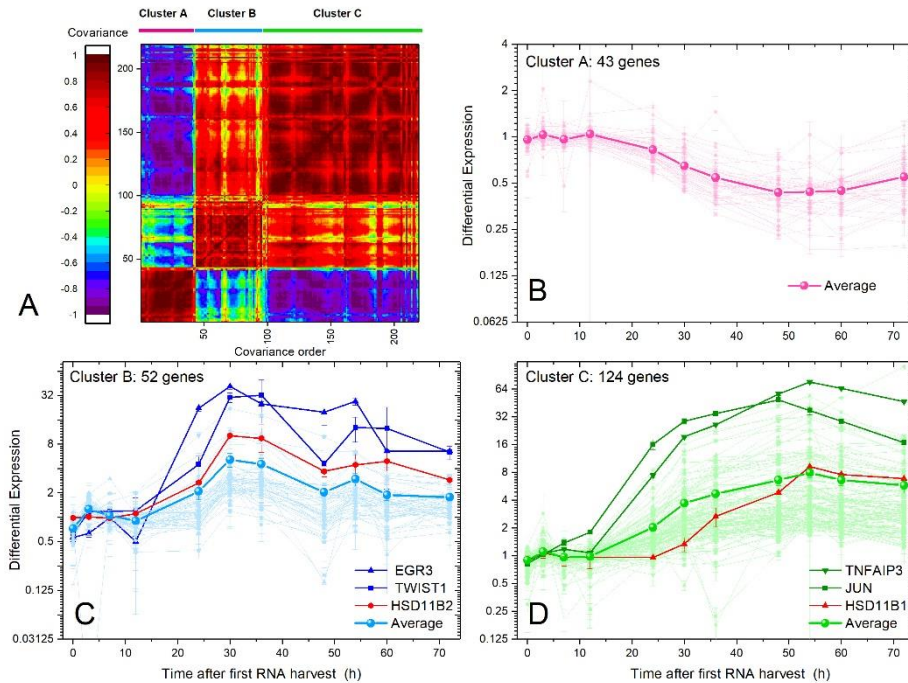 Cluster A Cluster B Cluster C
Covariance
1
0.8
0.6
0.4
0.2
0
-0.2
-0.4
-0.6
-0.8
-1
200
150
100
50
50 100 150 200
Covariance order
A
Cluster A: 43 genes
Differential Expression
4
2
1
0.5
0.25
0.125
0.0625
0 10 20 30 40 50 60 70
Average
B
Cluster B: 52 genes
Differential Expression
32
8
2
0.5
0.125
0.03125
0 10 20 30 40 50 60 70
Time after first RNA harvest (h)
EGR3
TWIST1
HSD11B2
Average
C
Cluster C: 124 genes
Differential Expression
64
32
16
8
4
2
1
0.5
0.25
0.125
0 10 20 30 40 50 60 70
Time after first RNA harvest (h)
TNFAIP3
JUN
HSD11B1
Average
D